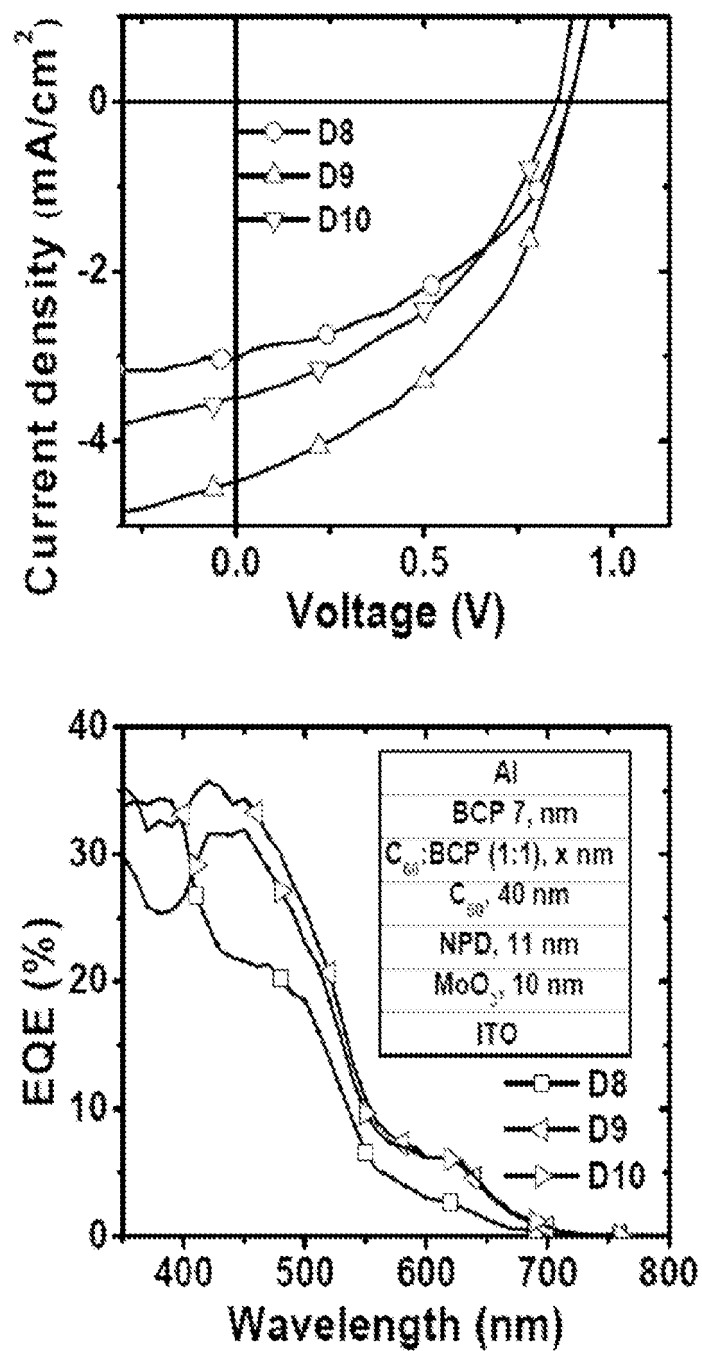 Current density (mA/cm²)
0
-2
-4
D8
D9
D10
0.0
0.5
1.0
Voltage (V)
EQE (%)
40
30
20
10
0
Al
BCP 7, nm
C₆₀:BCP (1:1), x nm
C₆₀, 40 nm
NPD, 11 nm
MoO₃, 10 nm
ITO
D8
D9
D10
400
500
600
700
800
Wavelength (nm)